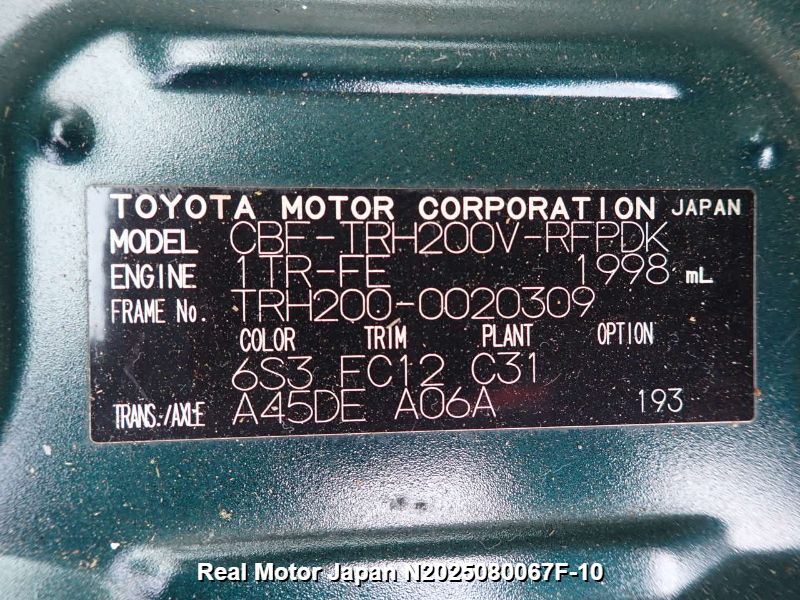 TOYOTA MOTOR CORPORATION JAPAN
MODEL CBF-TRH200V-RFPDK
ENGINE 1TR-FE 1998 mL
FRAME No. TRH200-0020309
COLOR TRIM PLANT OPTION
6S3 FC12 C31
TRANS./AXLE A45DE A06A 193
Real Motor Japan N2025080067F-10